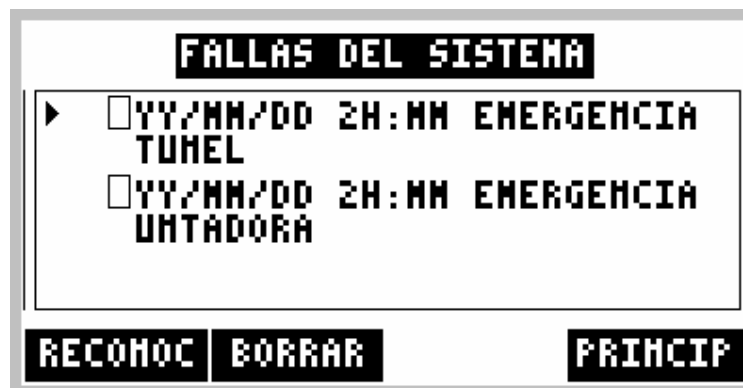 FALLAS DEL SISTEMA
YY/MM/DD 2H:MM EMERGENCIA
TUNEL
YY/MM/DD 2H:MM EMERGENCIA
UNTADORA
RECONOC BORRAR PRINCIP